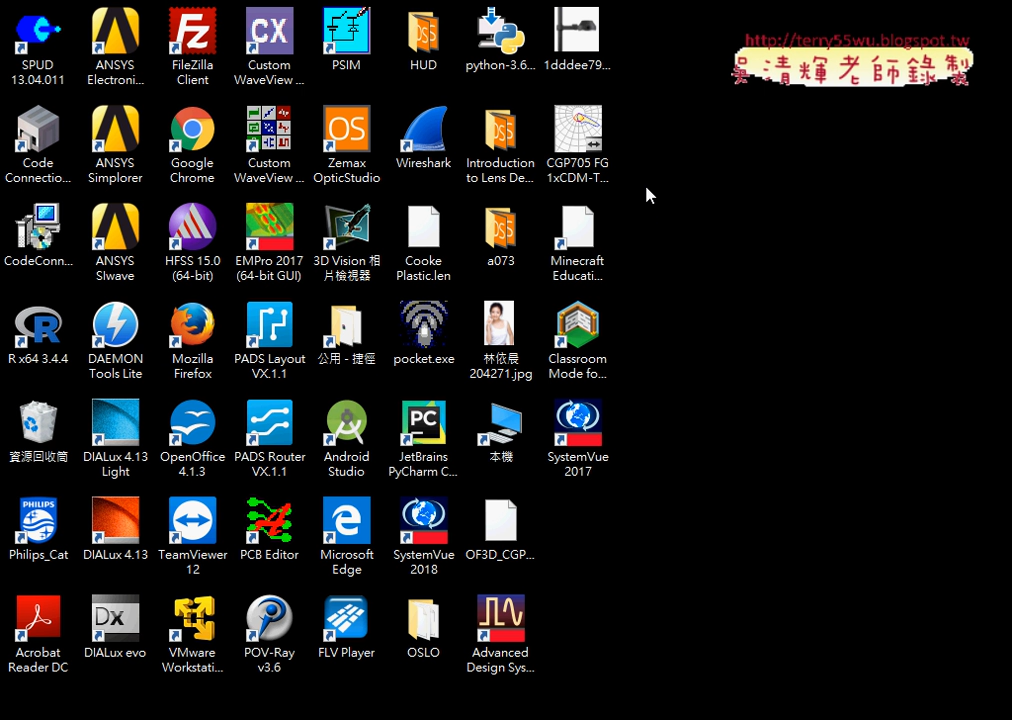 SPUD
13.04.011
ANSYS
Electroni...
FileZilla
Client
Custom
WaveView ...
PSIM
HUD
python-3.6...
1dddee79...
Code
Connectio...
ANSYS
Simplorer
Google
Chrome
Custom
WaveView ...
Zemax
OpticStudio
Wireshark
Introduction
to Lens De...
CGP705 FG
1xCDM-T...
CodeConn...
ANSYS
SIwave
HFSS 15.0
(64-bit)
EMPro 2017
(64-bit GUI)
3D Vision 相
片檢視器
Cooke
Plastic.len
a073
Minecraft
Educati...
R x64 3.4.4
DAEMON
Tools Lite
Mozilla
Firefox
PADS Layout
VX.1.1
公用 - 捷徑
pocket.exe
林依晨
204271.jpg
Classroom
Mode fo...
資源回收筒
DIALux 4.13
Light
OpenOffice
4.1.3
PADS Router
VX.1.1
Android
Studio
JetBrains
PyCharm C...
本機
SystemVue
2017
Philips_Cat
DIALux 4.13
TeamViewer
12
PCB Editor
Microsoft
Edge
SystemVue
2018
OF3D_CGP...
Acrobat
Reader DC
DIALux evo
VMware
Workstati...
POV-Ray
v3.6
FLV Player
OSLO
Advanced
Design Sys...
http://terry55wu.blogspot.tw
吳清輝老師錄製